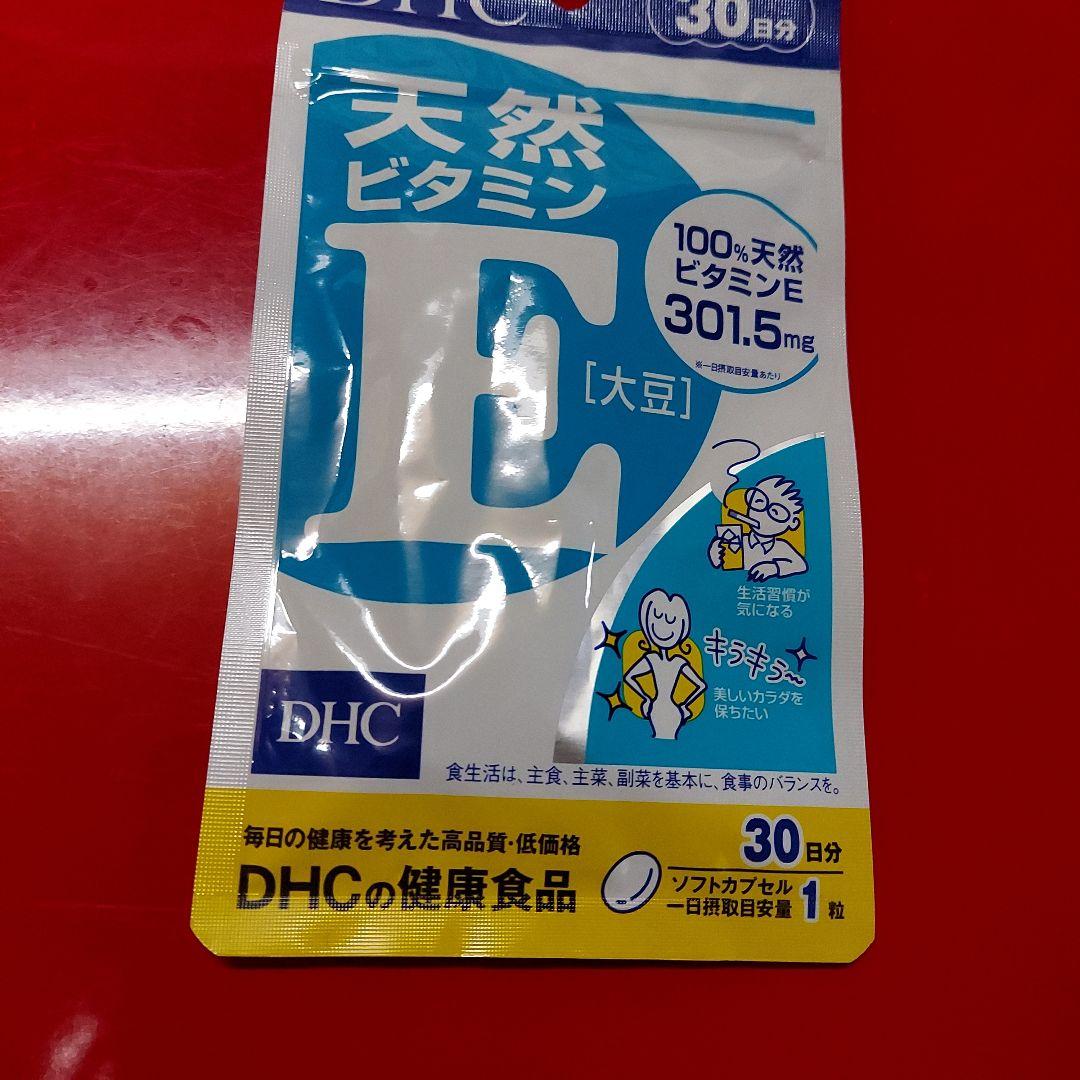 DHC
30日分
天然
ビタミン
E
[大豆]
100%天然
ビタミンE
301.5mg
※一日摂取目安量あたり
生活習慣が
気になる
キラキラ〜
美しいカラダを
保ちたい
DHC
食生活は、主食、主菜、副菜を基本に、食事のバランスを。
毎日の健康を考えた高品質・低価格
DHCの健康食品
30日分
ソフトカプセル
一日摂取目安量 1粒